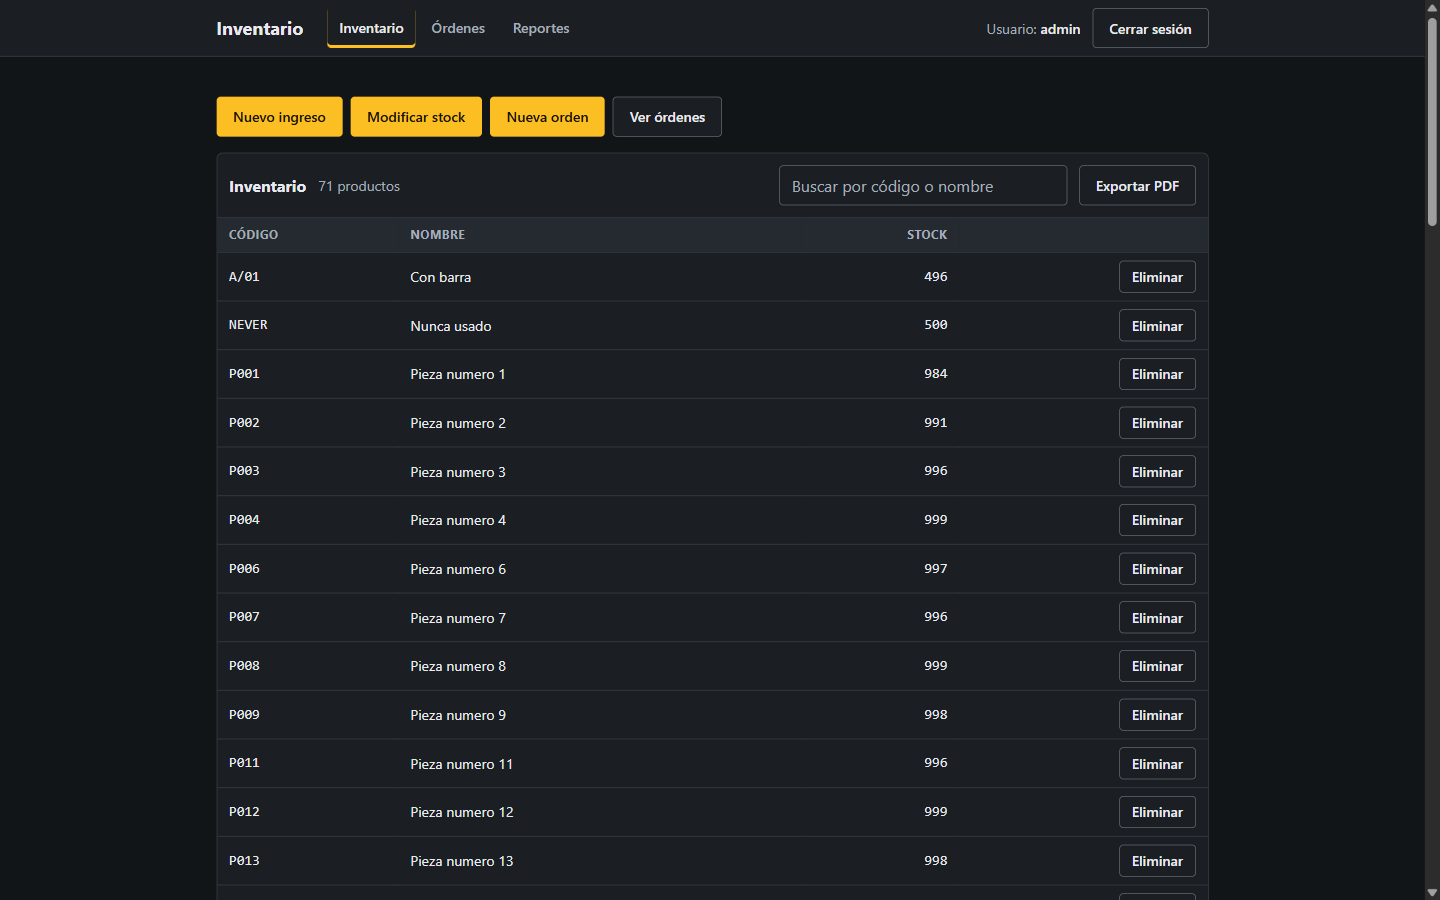 Inventario Inventario Órdenes Reportes Usuario: admin Cerrar sesión
Nuevo ingreso Modificar stock Nueva orden Ver órdenes
Inventario 71 productos Buscar por código o nombre Exportar PDF
CÓDIGO NOMBRE STOCK
A/01 Con barra 496 Eliminar
NEVER Nunca usado 500 Eliminar
P001 Pieza numero 1 984 Eliminar
P002 Pieza numero 2 991 Eliminar
P003 Pieza numero 3 996 Eliminar
P004 Pieza numero 4 999 Eliminar
P006 Pieza numero 6 997 Eliminar
P007 Pieza numero 7 996 Eliminar
P008 Pieza numero 8 999 Eliminar
P009 Pieza numero 9 998 Eliminar
P011 Pieza numero 11 996 Eliminar
P012 Pieza numero 12 999 Eliminar
P013 Pieza numero 13 998 Eliminar